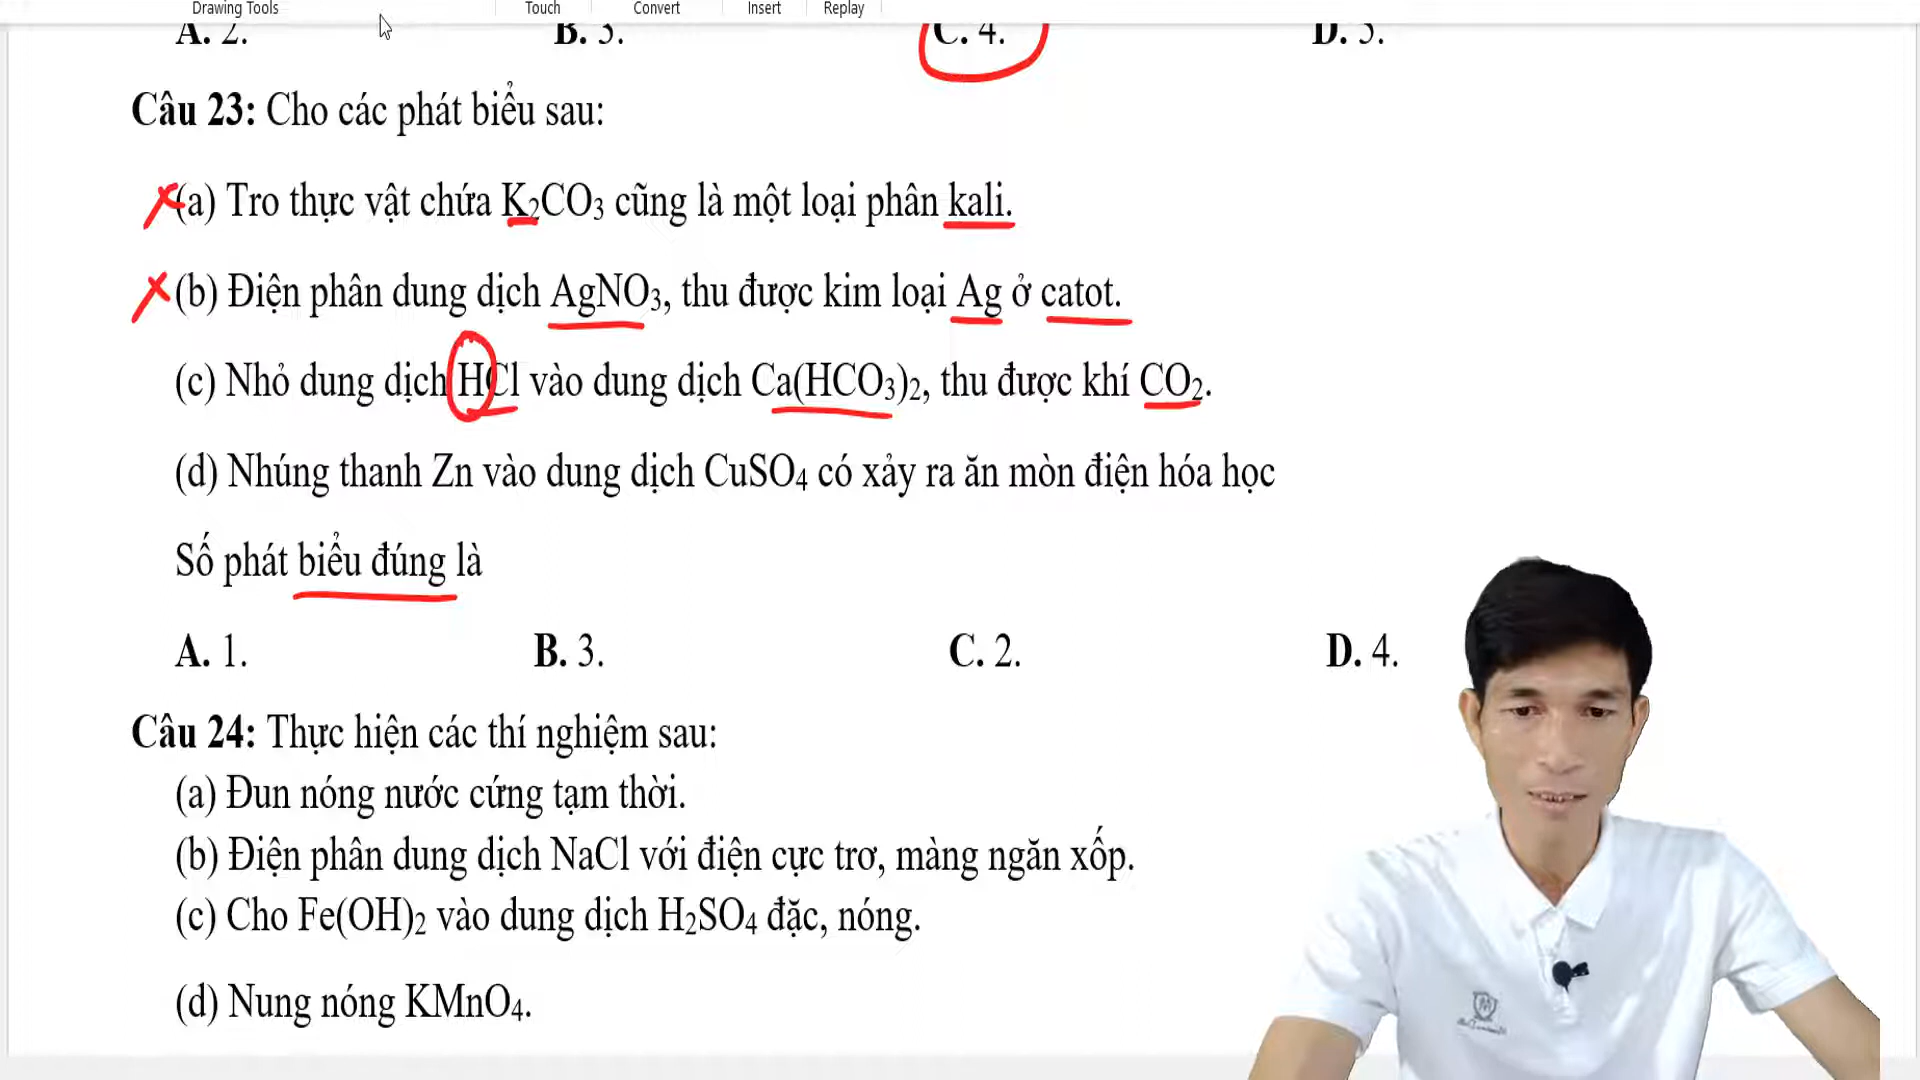 Drawing Tools Touch Convert Insert Replay
A. 2. B. 3. C. 4. D. 5.
Câu 23: Cho các phát biểu sau:
(a) Tro thực vật chứa K2CO3 cũng là một loại phân kali.
(b) Điện phân dung dịch AgNO3, thu được kim loại Ag ở catot.
(c) Nhỏ dung dịch HCl vào dung dịch Ca(HCO3)2, thu được khí CO2.
(d) Nhúng thanh Zn vào dung dịch CuSO4 có xảy ra ăn mòn điện hóa học
Số phát biểu đúng là
A. 1. B. 3. C. 2. D. 4.
Câu 24: Thực hiện các thí nghiệm sau:
(a) Đun nóng nước cứng tạm thời.
(b) Điện phân dung dịch NaCl với điện cực trơ, màng ngăn xốp.
(c) Cho Fe(OH)2 vào dung dịch H2SO4 đặc, nóng.
(d) Nung nóng KMnO4.